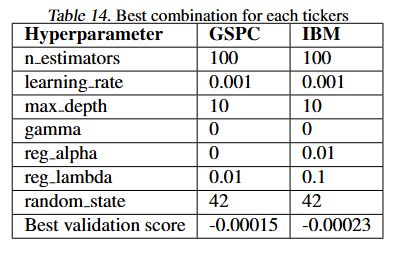 Table 14. Best combination for each tickers
Hyperparameter GSPC IBM
n_estimators 100 100
learning_rate 0.001 0.001
max_depth 10 10
gamma 0 0
reg_alpha 0 0.01
reg_lambda 0.01 0.1
random_state 42 42
Best validation score -0.00015 -0.00023